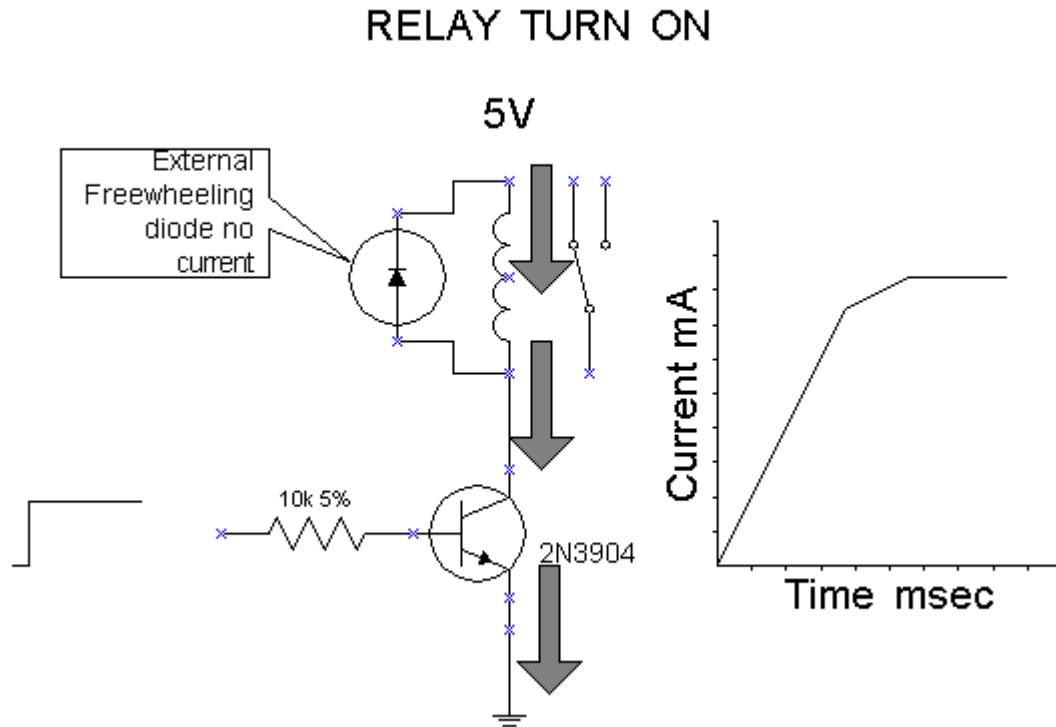 RELAY TURN ON
5V
External
Freewheeling
diode no
current
10k 5%
2N3904
Current mA
Time msec